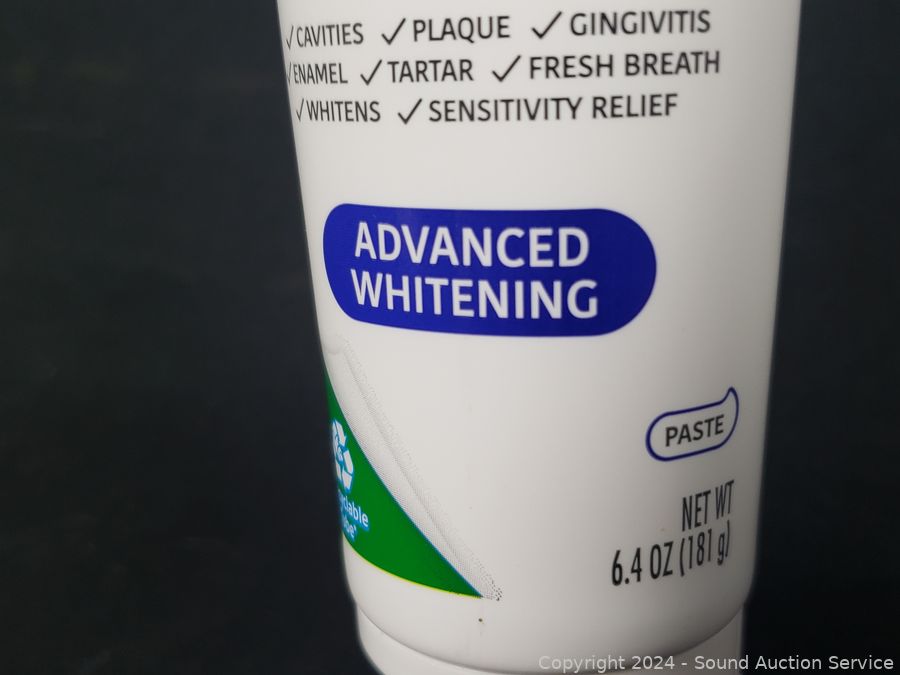 ✓CAVITIES ✓PLAQUE ✓GINGIVITIS
✓ENAMEL ✓TARTAR ✓FRESH BREATH
✓WHITENS ✓SENSITIVITY RELIEF
ADVANCED
WHITENING
PASTE
NET WT
6.4 OZ (181 g)
Copyright 2024 - Sound Auction Service